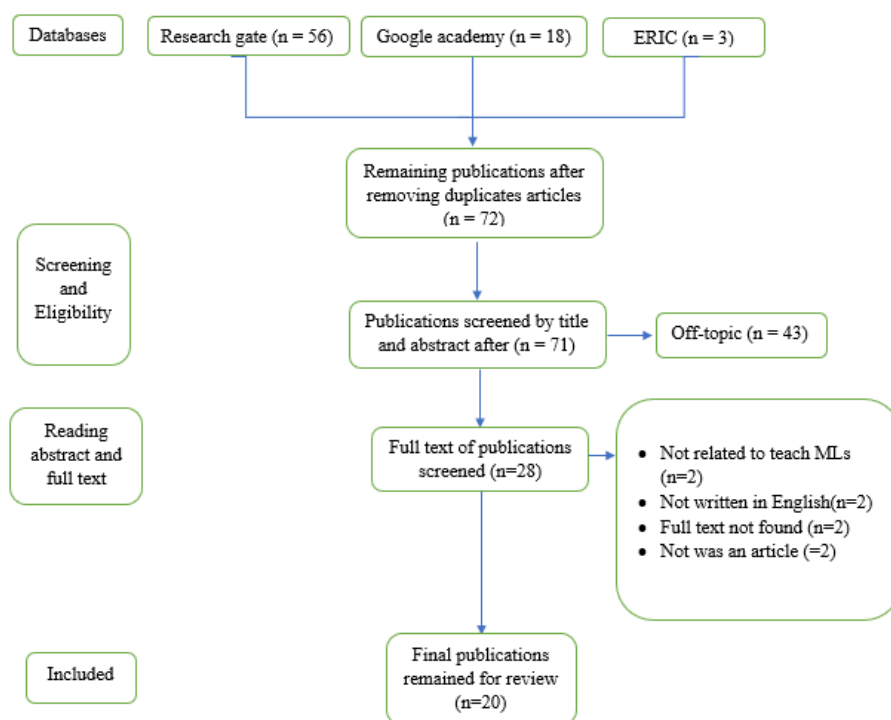 Databases
Research gate (n = 56)
Google academy (n = 18)
ERIC (n = 3)
Remaining publications after
removing duplicates articles
(n = 72)
Screening
and
Eligibility
Publications screened by title
and abstract after (n = 71)
Off-topic (n = 43)
Reading
abstract and
full text
Full text of publications
screened (n=28)
• Not related to teach MLs
(n=2)
• Not written in English(n=2)
• Full text not found (n=2)
• Not was an article (=2)
Included
Final publications
remained for review
(n=20)